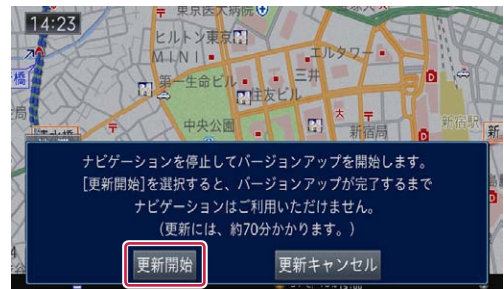 東京医大病院
14:23
ヒルトン東京
MINI
エルタワー
橋
第一生命ビル
三井
住友ビル
局
大
中央公園
新宿局
新宿駅
新
ナビゲーションを停止してバージョンアップを開始します。
[更新開始]を選択すると、バージョンアップが完了するまで
ナビゲーションはご利用いただけません。
(更新には、約70分かかります。)
更新開始 更新キャンセル